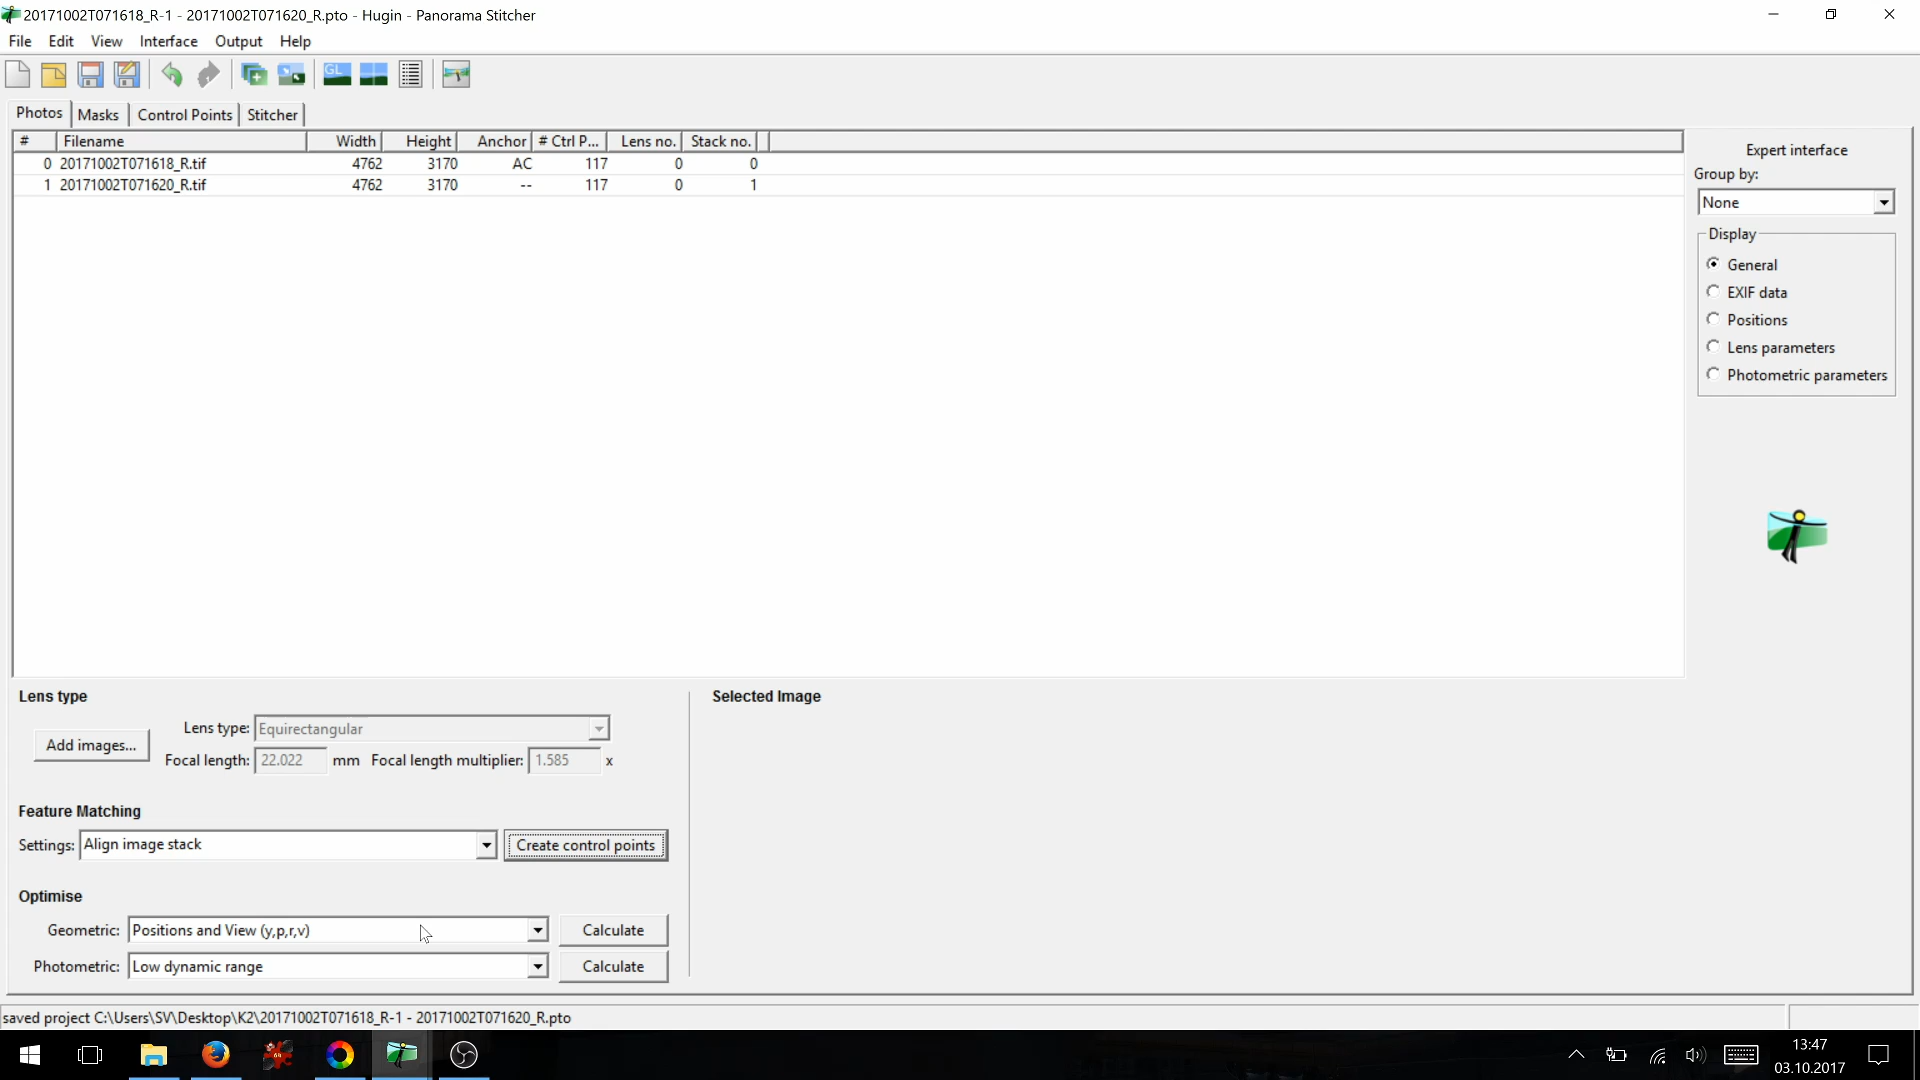 20171002T071618_R-1 - 20171002T071620_R.pto - Hugin - Panorama Stitcher
File Edit View Interface Output Help
GL
Photos Masks Control Points Stitcher
# Filename Width Height Anchor # Ctrl P... Lens no. Stack no.
0 20171002T071618_R.tif 4762 3170 AC 117 0 0
1 20171002T071620_R.tif 4762 3170 -- 117 0 1
Expert interface
Group by:
None
Display
General
EXIF data
Positions
Lens parameters
Photometric parameters
Lens type
Add images...
Lens type: Equirectangular
Focal length: 22.022 mm Focal length multiplier: 1.585 x
Feature Matching
Settings: Align image stack Create control points
Optimise
Geometric: Positions and View (y,p,r,v) Calculate
Photometric: Low dynamic range Calculate
Selected Image
saved project C:\Users\SV\Desktop\K2\20171002T071618_R-1 - 20171002T071620_R.pto
64
13:47
03.10.2017